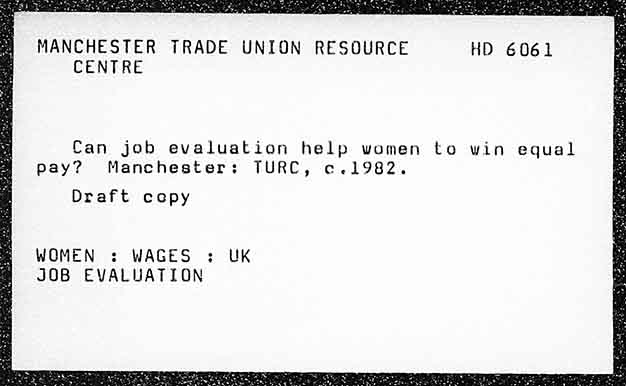 MANCHESTER TRADE UNION RESOURCE HD 6061
CENTRE
Can job evaluation help women to win equal
pay? Manchester: TURC, c.1982.
Draft copy
WOMEN : WAGES : UK
JOB EVALUATION